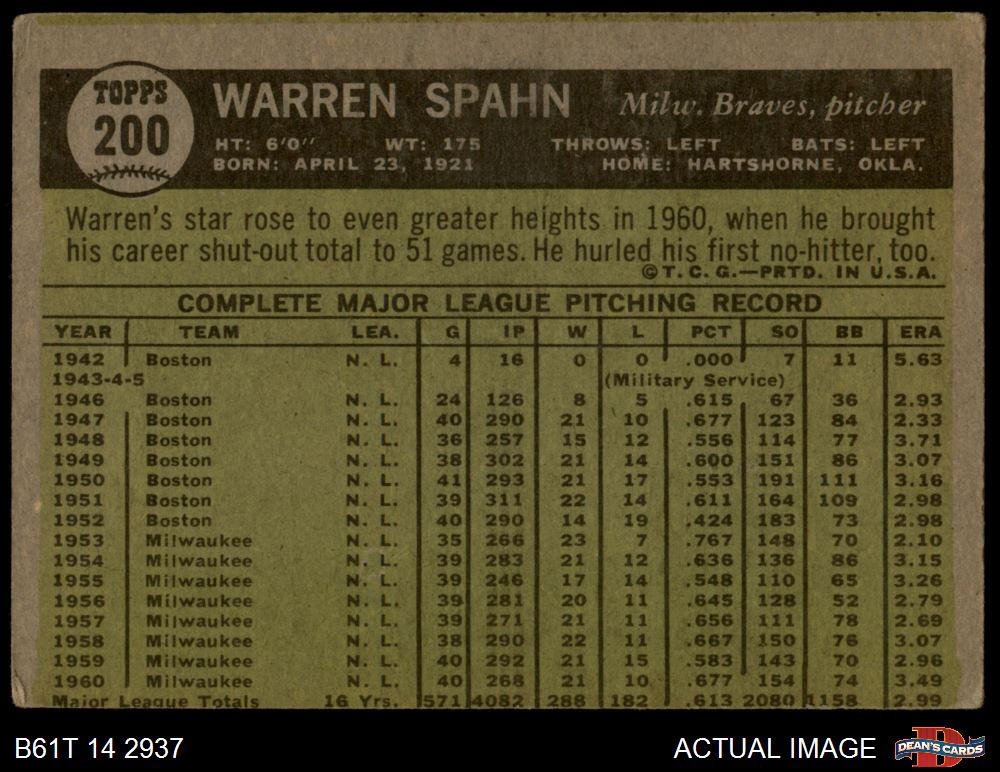 TOPPS
200
WARREN SPAHN Milw. Braves, pitcher
HT: 6'0" WT: 175 THROWS: LEFT BATS: LEFT
BORN: APRIL 23, 1921 HOME: HARTSHORNE, OKLA.
Warren's star rose to even greater heights in 1960, when he brought
his career shut-out total to 51 games. He hurled his first no-hitter, too.
©T.C.G.—PRTD. IN U.S.A.
COMPLETE MAJOR LEAGUE PITCHING RECORD
YEAR TEAM LEA. G IP W L PCT SO BB ERA
1942 Boston N. L. 4 16 0 0 .000 7 11 5.63
1943-4-5 (Military Service)
1946 Boston N. L. 24 126 8 5 .615 67 36 2.93
1947 Boston N. L. 40 290 21 10 .677 123 84 2.33
1948 Boston N. L. 36 257 15 12 .556 114 77 3.71
1949 Boston N. L. 38 302 21 14 .600 151 86 3.07
1950 Boston N. L. 41 293 21 17 .553 191 111 3.16
1951 Boston N. L. 39 311 22 14 .611 164 109 2.98
1952 Boston N. L. 40 290 14 19 .424 183 73 2.98
1953 Milwaukee N. L. 35 266 23 7 .767 148 70 2.10
1954 Milwaukee N. L. 39 283 21 12 .636 136 86 3.15
1955 Milwaukee N. L. 39 246 17 14 .548 110 65 3.26
1956 Milwaukee N. L. 39 281 20 11 .645 128 52 2.79
1957 Milwaukee N. L. 39 271 21 11 .656 111 78 2.69
1958 Milwaukee N. L. 38 290 22 11 .667 150 76 3.07
1959 Milwaukee N. L. 40 292 21 15 .583 143 70 2.96
1960 Milwaukee N. L. 40 268 21 10 .677 154 74 3.49
Major League Totals 16 Yrs. 571 4082 288 182 .613 2080 1158 2.99
B61T 14 2937 ACTUAL IMAGE DEAN'S CARDS